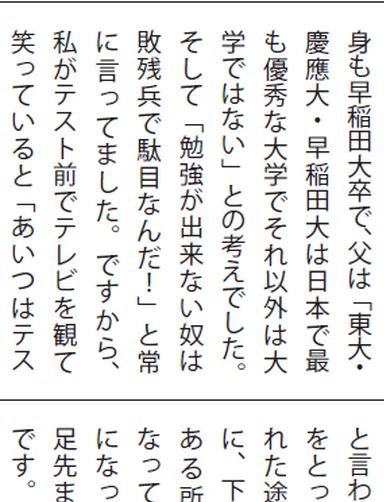 身も早稲田大卒で、父は「東大・
慶應大・早稲田大は日本で最
も優秀な大学でそれ以外は大
学ではない」との考えでした。
そして「勉強が出来ない奴は
敗残兵で駄目なんだ！」と常
に言ってました。ですから、
私がテスト前でテレビを観て
笑っていると「あいつはテス
と言わ
をとっ
れた途
に、下
ある所
なって
になっ
足先ま
です。